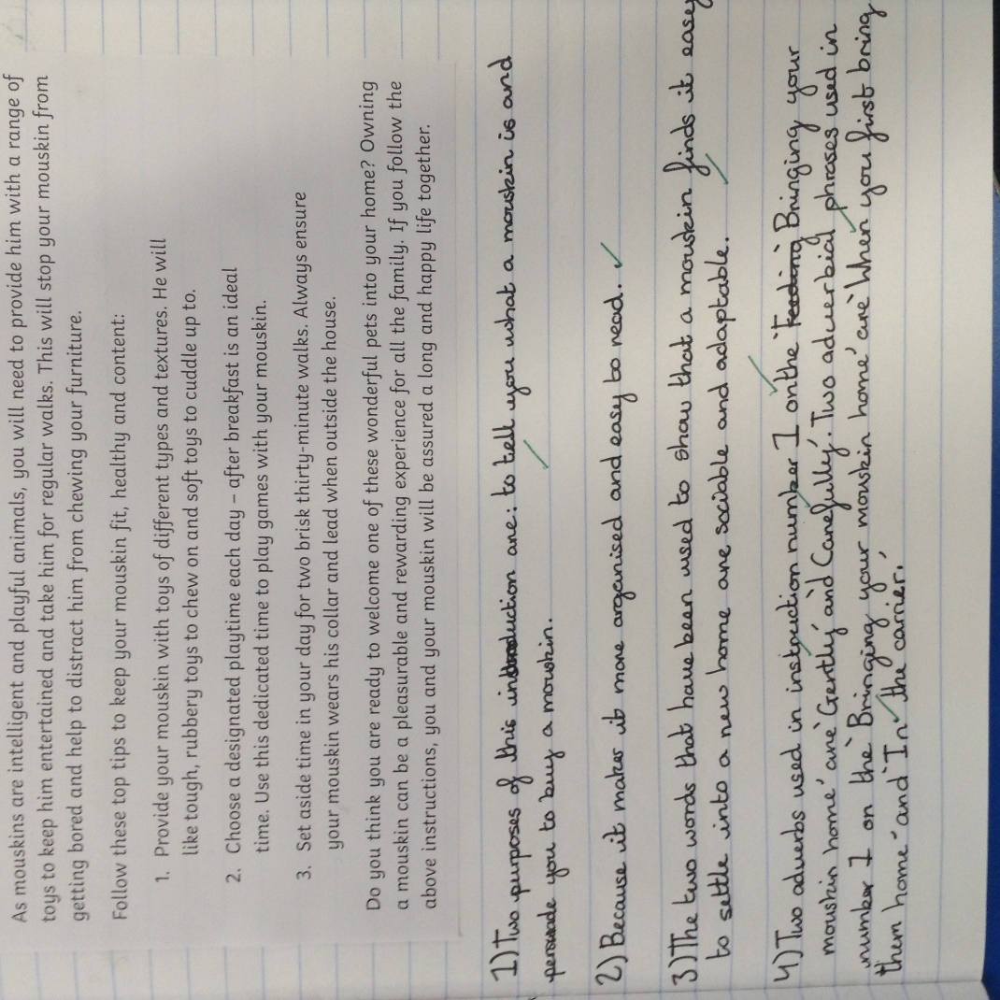 As mouskins are intelligent and playful animals, you will need to provide him with a range of
toys to keep him entertained and take him for regular walks. This will stop your mouskin from
getting bored and help to distract him from chewing your furniture.
Follow these top tips to keep your mouskin fit, healthy and content:
1. Provide your mouskin with toys of different types and textures. He will
like tough, rubbery toys to chew on and soft toys to cuddle up to.
2. Choose a designated playtime each day – after breakfast is an ideal
time. Use this dedicated time to play games with your mouskin.
3. Set aside time in your day for two brisk thirty-minute walks. Always ensure
your mouskin wears his collar and lead when outside the house.
Do you think you are ready to welcome one of these wonderful pets into your home? Owning
a mouskin can be a pleasurable and rewarding experience for all the family. If you follow the
above instructions, you and your mouskin will be assured a long and happy life together.
1) Two purposes of this introduction are: to tell you what a mouskin is and
persuade you to buy a mouskin.
2) Because it makes it more organised and easy to read.
3) The two words that have been used to show that a mouskin finds it easy
to settle into a new home are sociable and adaptable.
4) Two adverbs used in instruction number 1 on the 'Feeding Bringing your
mouskin home' are 'Gently' and 'Carefully'. Two adverbial phrases used in
number 1 on the 'Bringing your mouskin home' are 'When you first bring
them home' and 'In the carrier.'